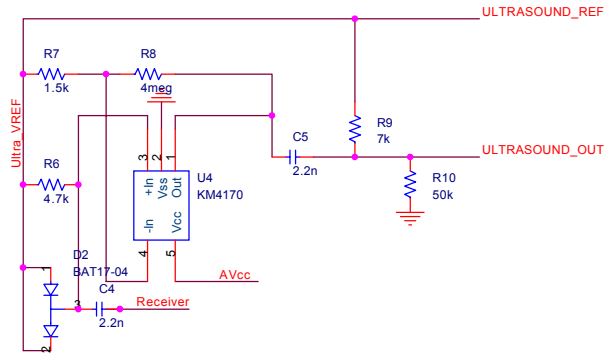 ULTRASOUND_REF
R7
1.5k
R8
4meg
Ultra_VREF
R9
7k
C5
2.2n
ULTRASOUND_OUT
R6
4.7k
3
2
1
+In
Vss
Out
U4
KM4170
-In
Vcc
4
5
R10
50k
D2
BAT17-04
1
AVcc
C4
3
2.2n
Receiver
2